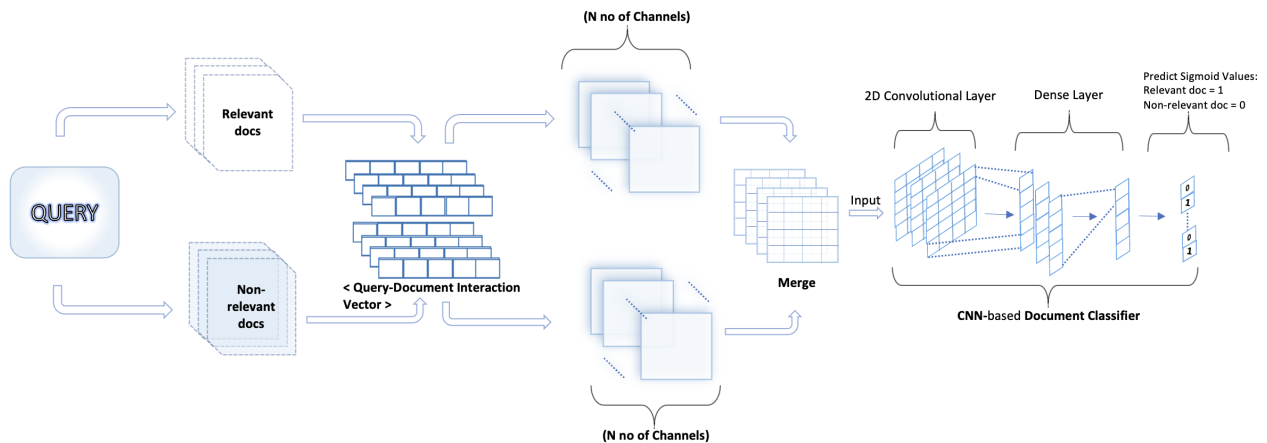 (N no of Channels)
Relevant
docs
QUERY
Non-
relevant
docs
< Query-Document Interaction
Vector >
(N no of Channels)
Merge
Input
2D Convolutional Layer
Dense Layer
Predict Sigmoid Values:
Relevant doc = 1
Non-relevant doc = 0
0
1
0
1
CNN-based Document Classifier